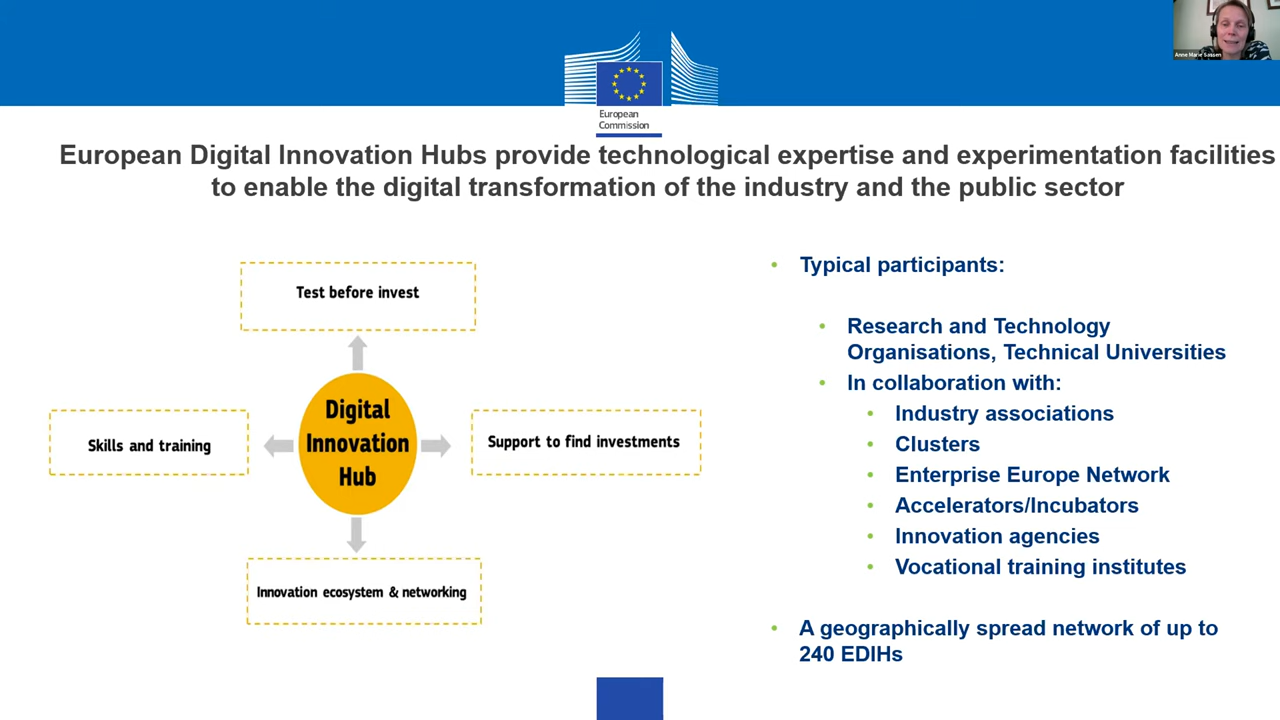 Anne Marie Sassen
European
Commission
European Digital Innovation Hubs provide technological expertise and experimentation facilities
to enable the digital transformation of the industry and the public sector
Test before invest
Skills and training
Digital
Innovation
Hub
Support to find investments
Innovation ecosystem & networking
• Typical participants:
• Research and Technology
Organisations, Technical Universities
• In collaboration with:
• Industry associations
• Clusters
• Enterprise Europe Network
• Accelerators/Incubators
• Innovation agencies
• Vocational training institutes
• A geographically spread network of up to
240 EDIHs